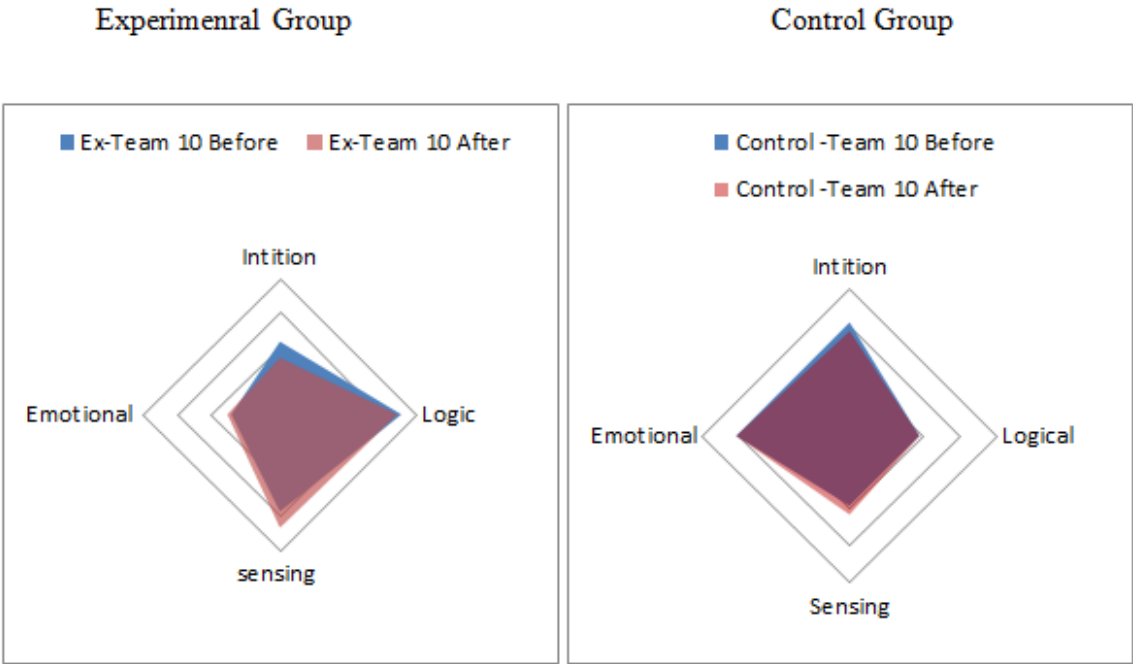 Experimenral Group
Control Group
Ex-Team 10 Before
Ex-Team 10 After
Intition
Emotional
Logic
sensing
Control -Team 10 Before
Control -Team 10 After
Intition
Emotional
Logical
Sensing